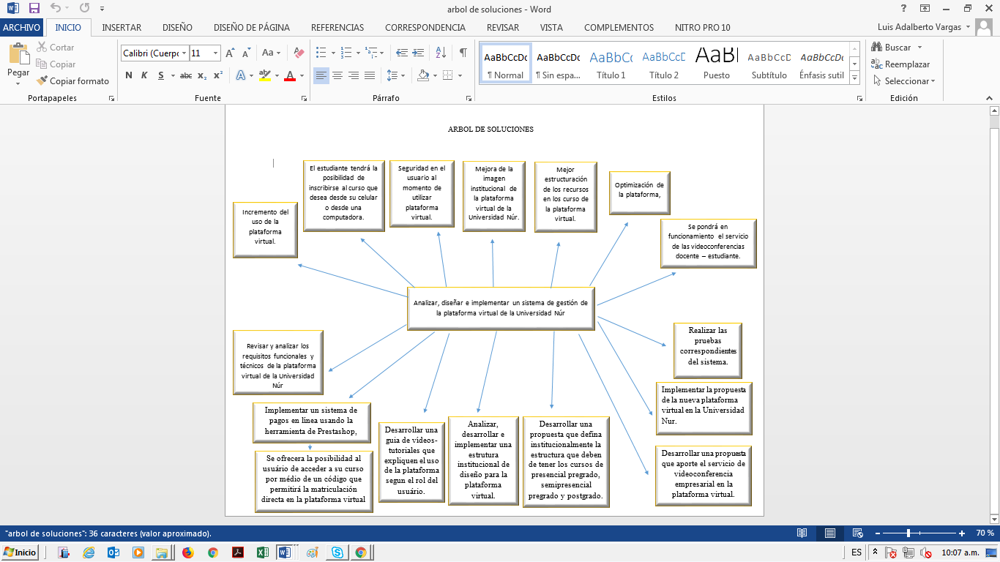 arbol de soluciones - Word
ARCHIVO
INICIO
INSERTAR
DISEÑO
DISEÑO DE PÁGINA
REFERENCIAS
CORRESPONDENCIA
REVISAR
VISTA
COMPLEMENTOS
NITRO PRO 10
Luis Adalberto Vargas
Pegar
Cortar
Copiar
Copiar formato
Portapapeles
Calibri (Cuerpo
11
Aa
N K S abc x₂ x²
Fuente
Párrafo
AaBbCcDc
¶ Normal
AaBbCcDc
¶ Sin espa...
AaBbCc
Título 1
AaBbCcD
Título 2
AaB
Puesto
AaBbCcD
Subtítulo
AaBbCcDc
Énfasis sutil
Estilos
Buscar
Reemplazar
Seleccionar
Edición
ARBOL DE SOLUCIONES
Incremento del
uso de la
plataforma
virtual.
El estudiante tendrá la
posibilidad de
inscribirse al curso que
desea desde su celular
o desde una
computadora.
Seguridad en el
usuario al
momento de
utilizar
plataforma
virtual.
Mejora de la
imagen
institucional de
la plataforma
virtual de la
Universidad Núr.
Mejor
estructuración
de los recursos
en los curso de
la plataforma
virtual.
Optimización de
la plataforma,
Se pondrá en
funcionamiento el servicio
de las videoconferencias
docente – estudiante.
Analizar, diseñar e implementar un sistema de gestión de
la plataforma virtual de la Universidad Núr
Revisar y analizar los
requisitos funcionales y
técnicos de la plataforma
virtual de la Universidad
Núr
Implementar un sistema de
pagos en línea usando la
herramienta de Prestashop,
Se ofrecera la posibilidad al
usuário de acceder a su curso
por médio de un código que
permitirá la matriculación
directa en la plataforma virtual
Desarrollar una
guia de vídeos-
tutoriales que
expliquen el uso
de la plataforma
segun el rol del
usuário.
Analizar,
desarrollar e
implementar una
estrutura
institucional de
diseño para la
plataforma
virtual.
Desarrollar una
propuesta que defina
institucionalmente la
estructura que deben
de tener los cursos de
presencial pregrado,
semipresencial
pregrado y postgrado.
Realizar las
pruebas
correspondientes
del sistema.
Implementar la propuesta
de la nueva plataforma
virtual en la Universidad
Nur.
Desarrollar una propuesta
que aporte el servicio de
videoconferencia
empresarial en la
plataforma virtual.
"arbol de soluciones": 36 caracteres (valor aproximado).
70 %
Inicio
ES
10:07 a.m.